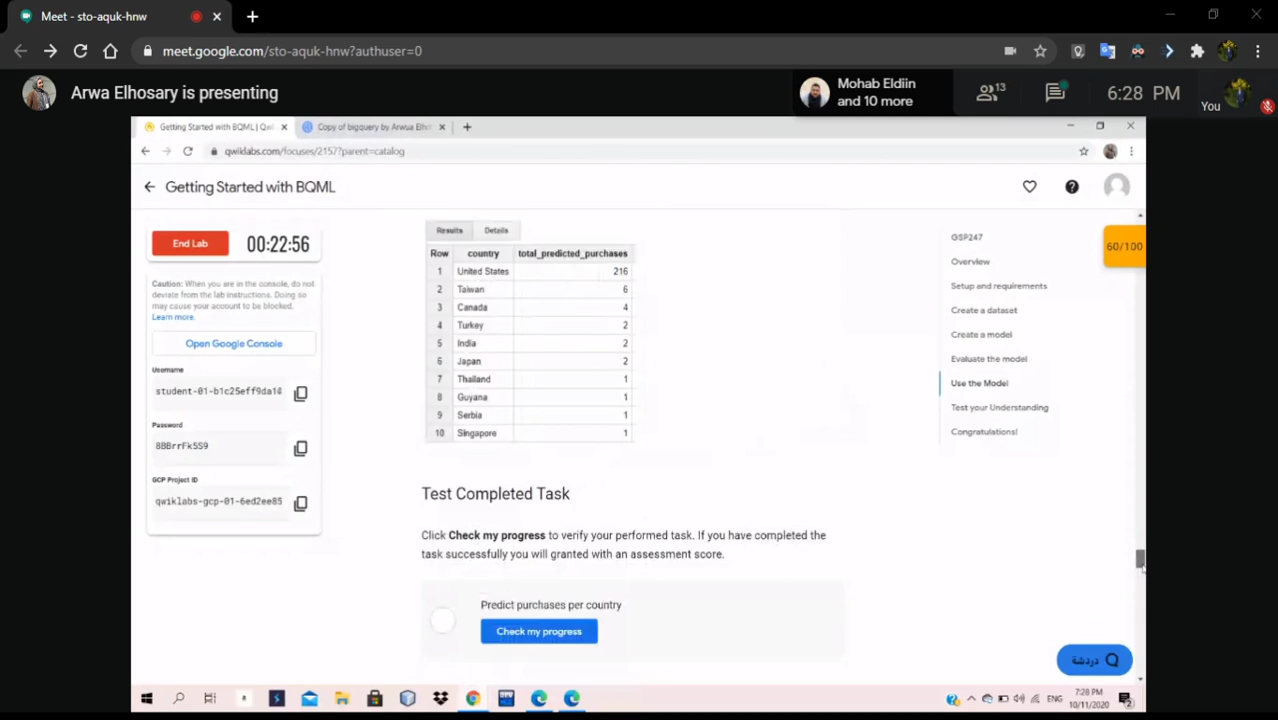 Meet - sto-aquk-hnw
meet.google.com/sto-aquk-hnw?authuser=0
Arwa Elhosary is presenting
Mohab Eldiin
and 10 more
13
6:28 PM
You
Getting Started with BQML | Qwi
Copy of bigquery by Arwua Elho
qwiklabs.com/focuses/2157?parent=catalog
Getting Started with BQML
End Lab
00:22:56
Caution: When you are in the console, do not
deviate from the lab instructions. Doing so
may cause your account to be blocked.
Learn more.
Open Google Console
Username
student-01-b1c25eff9da10
Password
8BBrrFk5S9
GCP Project ID
qwiklabs-gcp-01-6ed2ee85
Results Details
Row country total_predicted_purchases
1 United States 216
2 Taiwan 6
3 Canada 4
4 Turkey 2
5 India 2
6 Japan 2
7 Thailand 1
8 Guyana 1
9 Serbia 1
10 Singapore 1
Test Completed Task
Click Check my progress to verify your performed task. If you have completed the
task successfully you will granted with an assessment score.
Predict purchases per country
Check my progress
GSP247
Overview
Setup and requirements
Create a dataset
Create a model
Evaluate the model
Use the Model
Test your Understanding
Congratulations!
60/100
دردشة
ENG
7:28 PM
10/11/2020
2